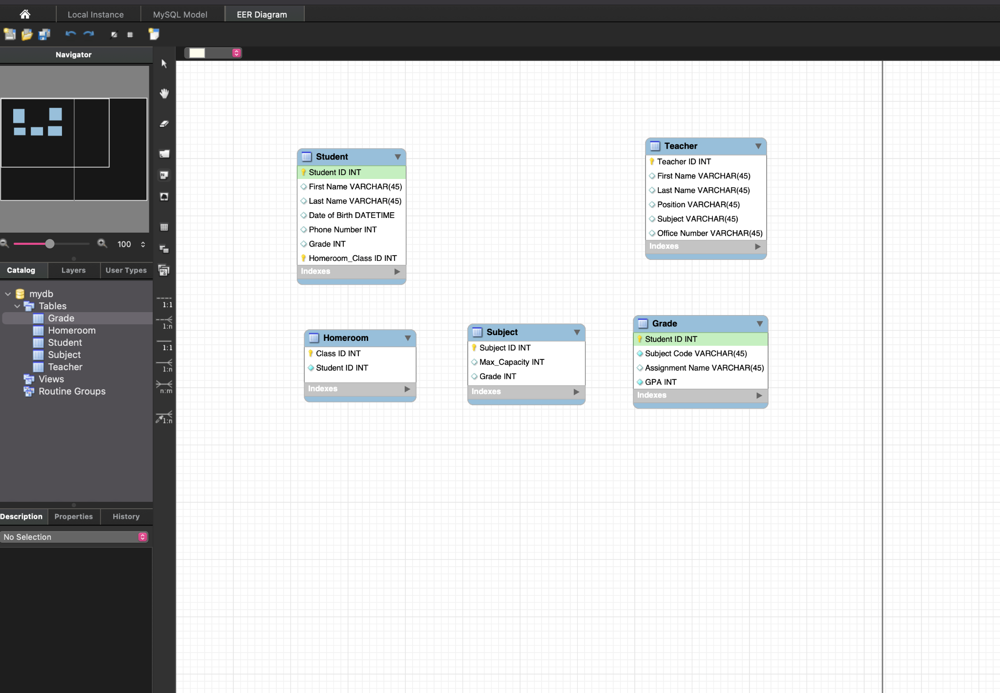 Local Instance
MySQL Model
EER Diagram
Navigator
100
Catalog
Layers
User Types
mydb
Tables
Grade
Homeroom
Student
Subject
Teacher
Views
Routine Groups
Description
Properties
History
No Selection
1:1
1:n
1:1
1:n
n:m
1:n
Student
Student ID INT
First Name VARCHAR(45)
Last Name VARCHAR(45)
Date of Birth DATETIME
Phone Number INT
Grade INT
Homeroom_Class ID INT
Indexes
Teacher
Teacher ID INT
First Name VARCHAR(45)
Last Name VARCHAR(45)
Position VARCHAR(45)
Subject VARCHAR(45)
Office Number VARCHAR(45)
Indexes
Homeroom
Class ID INT
Student ID INT
Indexes
Subject
Subject ID INT
Max_Capacity INT
Grade INT
Indexes
Grade
Student ID INT
Subject Code VARCHAR(45)
Assignment Name VARCHAR(45)
GPA INT
Indexes